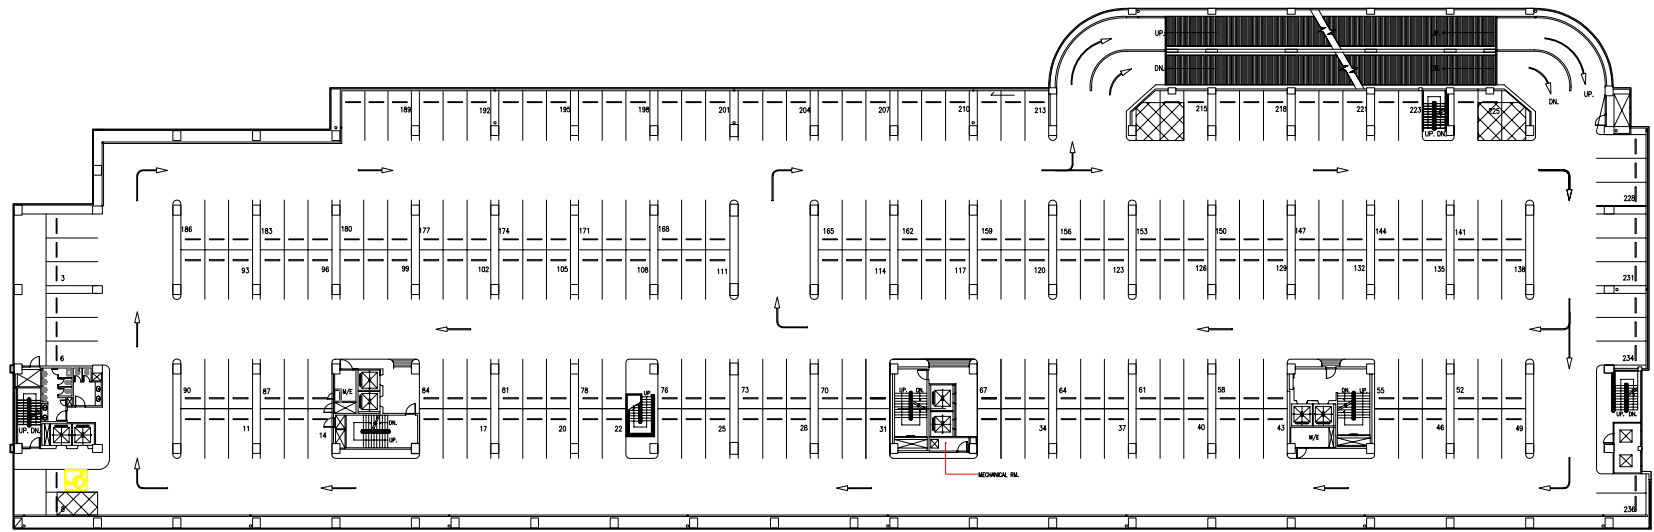 UP. UP.
DN. DN.
DN. UP.
189 192 195 198 201 204 207 210 213 215 218 221 223 225
UP. DN.
228
186 183 180 177 174 171 168 165 162 159 156 153 150 147 144 141
93 96 99 102 105 108 111 114 117 120 123 126 129 132 135 138
3 231
6 234
90 87 M/E 84 81 78 76 73 70 UP. DN. 67 64 61 58 DN. UP. 55 52
UP.
UP. DN. 11 14 DN. 17 20 22 25 28 31 34 37 40 43 M/E 46 49 UP. DN.
UP.
MECHANICAL RM.
236